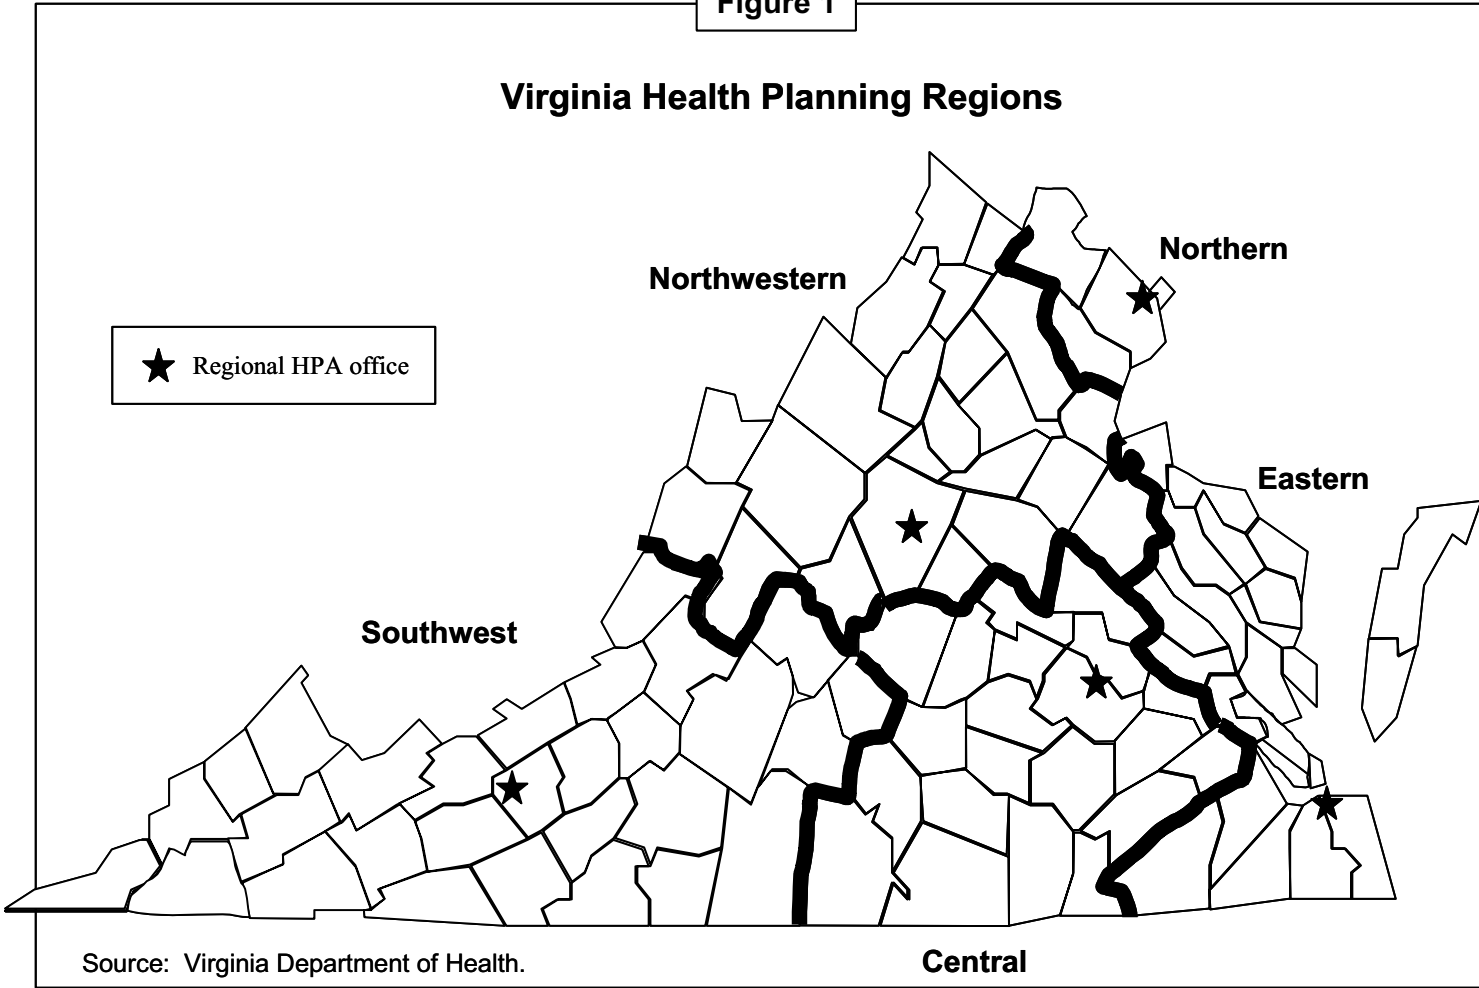 Figure 1
Virginia Health Planning Regions
Northern
Northwestern
Regional HPA office
Eastern
Southwest
Source: Virginia Department of Health.
Central